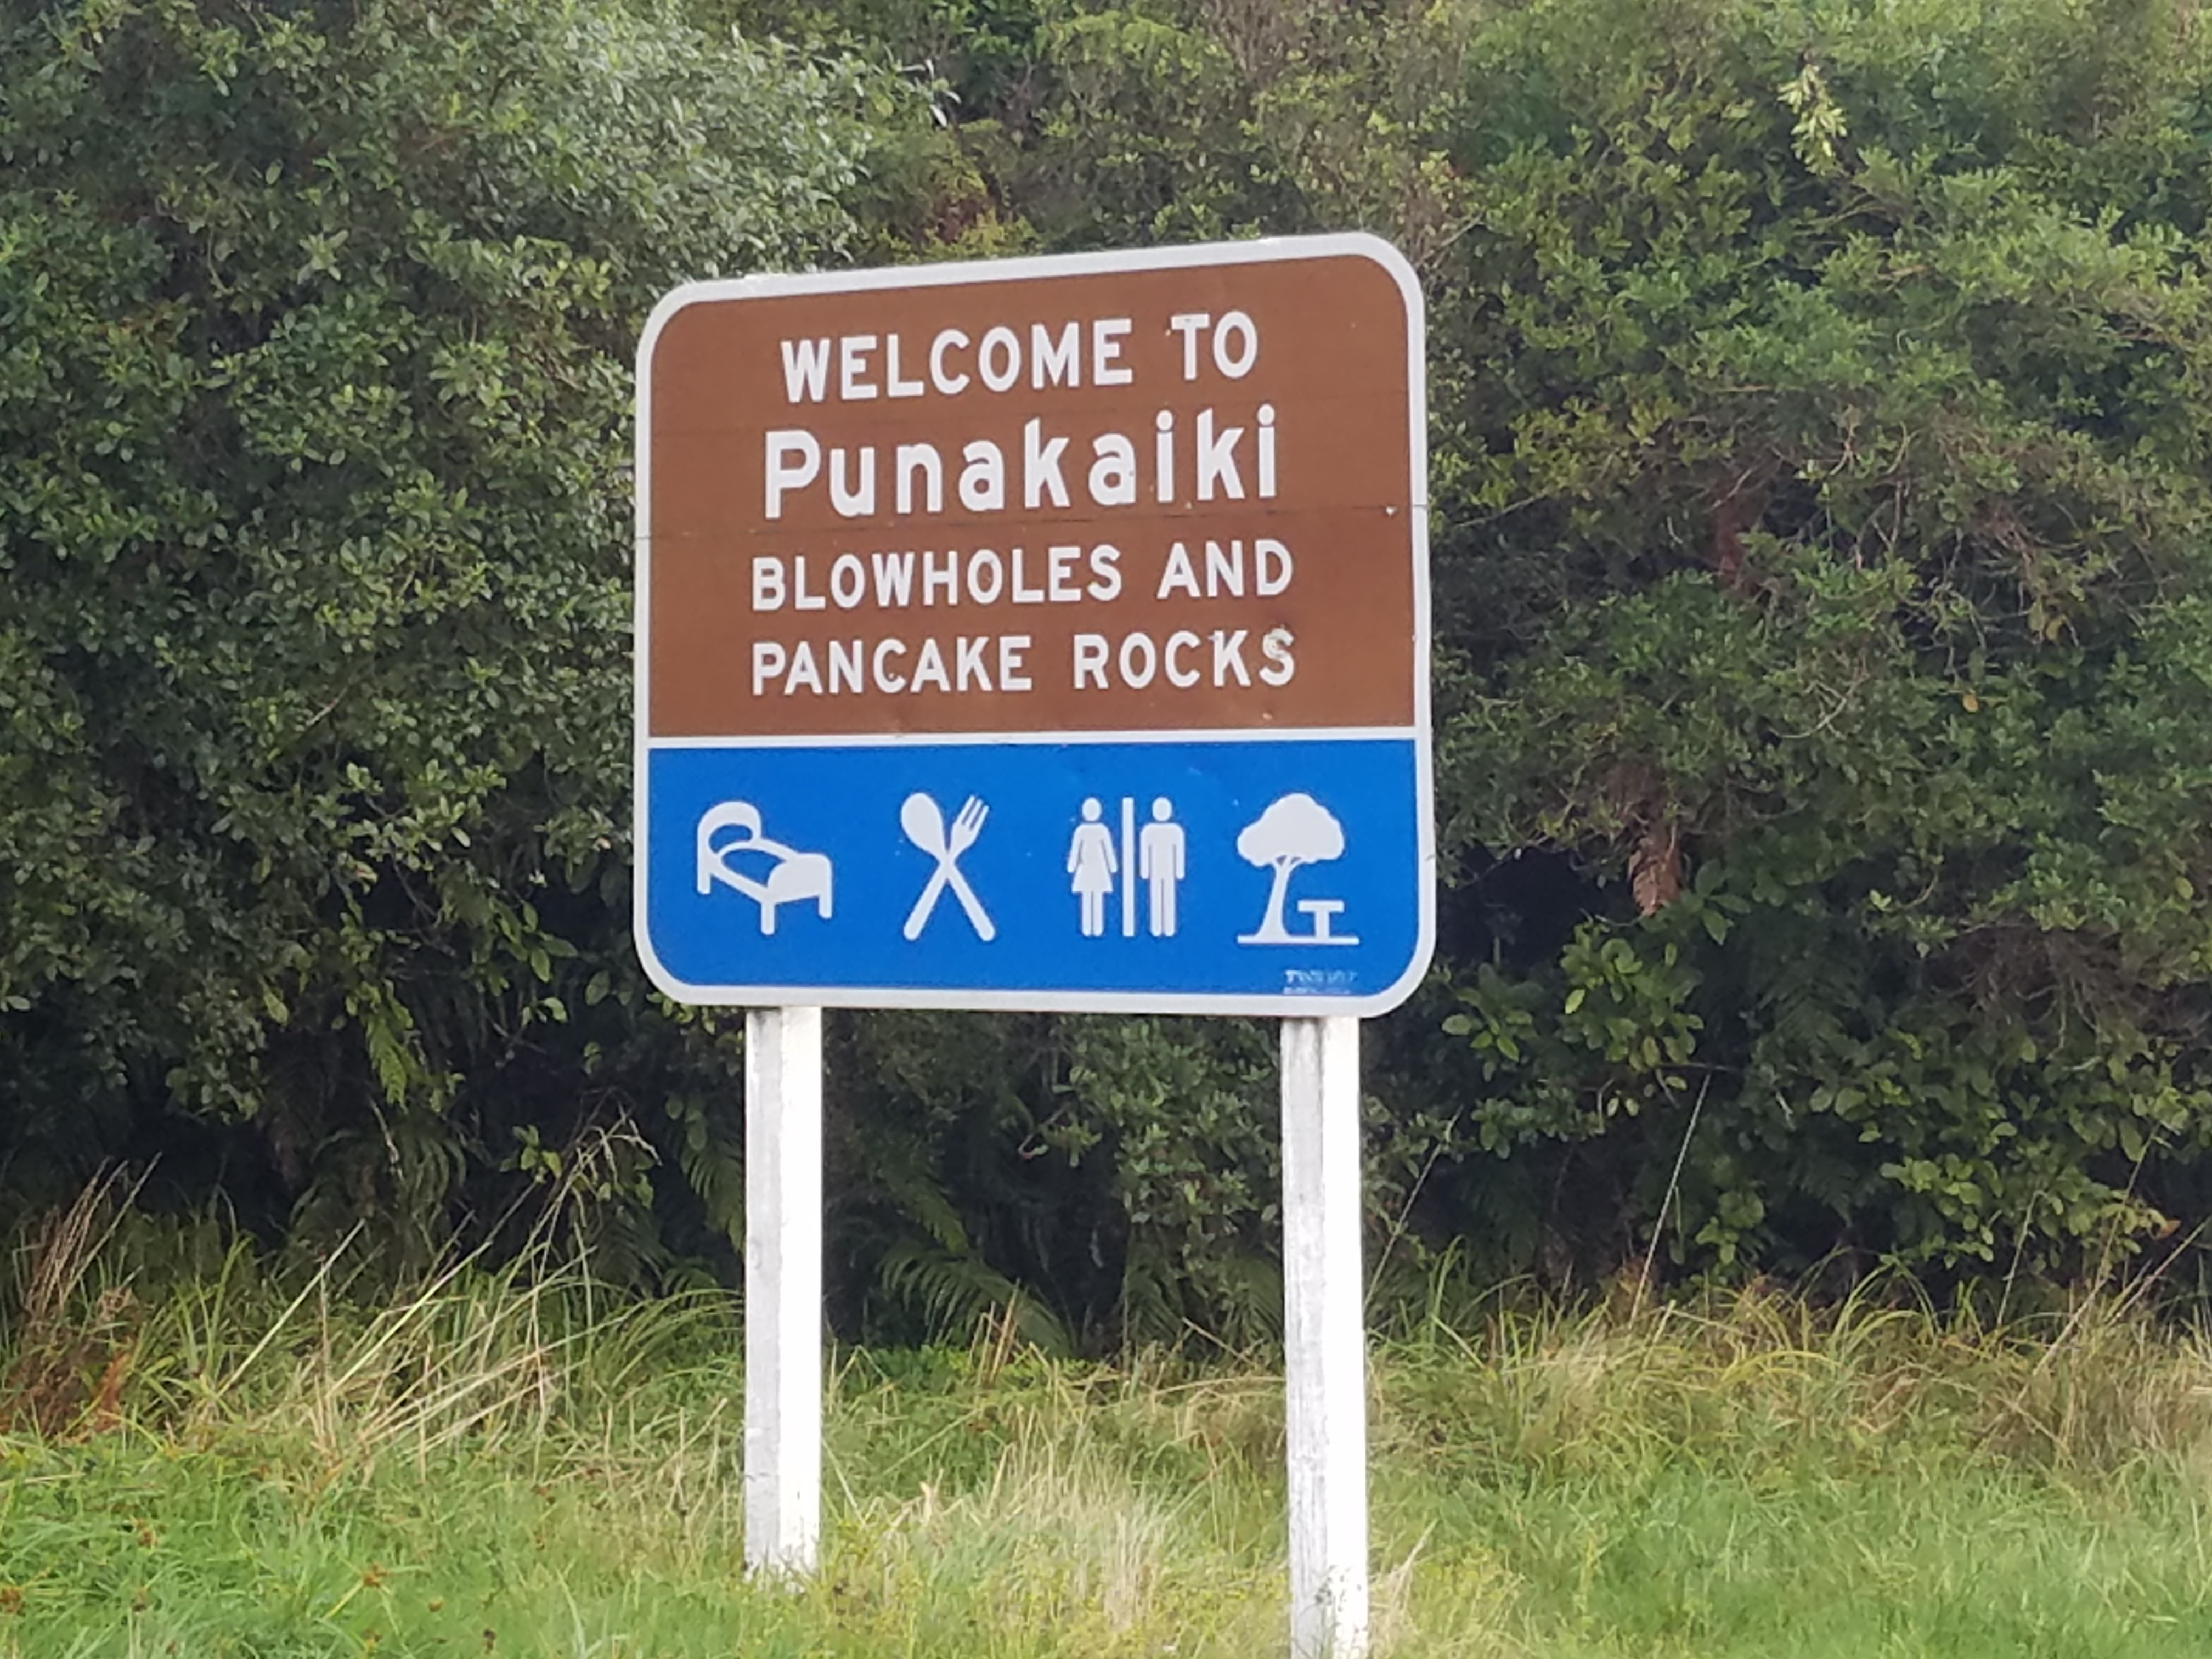 WELCOME TO
Punakaiki
BLOWHOLES AND
PANCAKE ROCKS